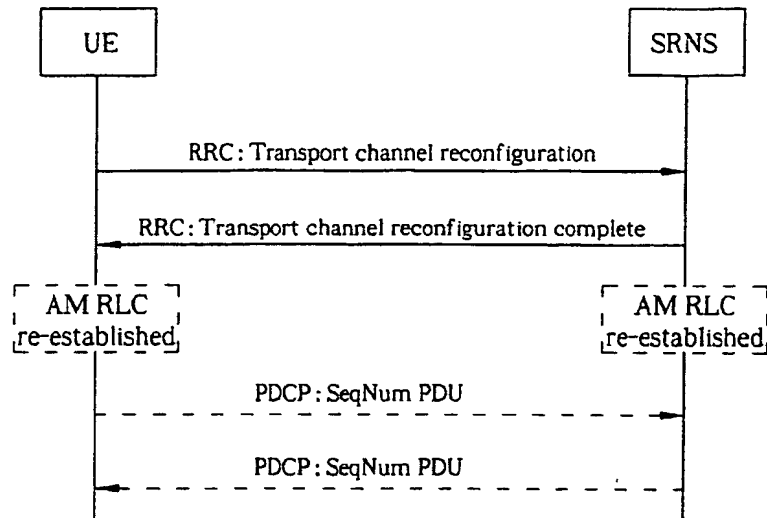 UE
SRNS
RRC: Transport channel reconfiguration
RRC: Transport channel reconfiguration complete
AM RLC
re-established
AM RLC
re-established
PDCP: SeqNum PDU
PDCP: SeqNum PDU